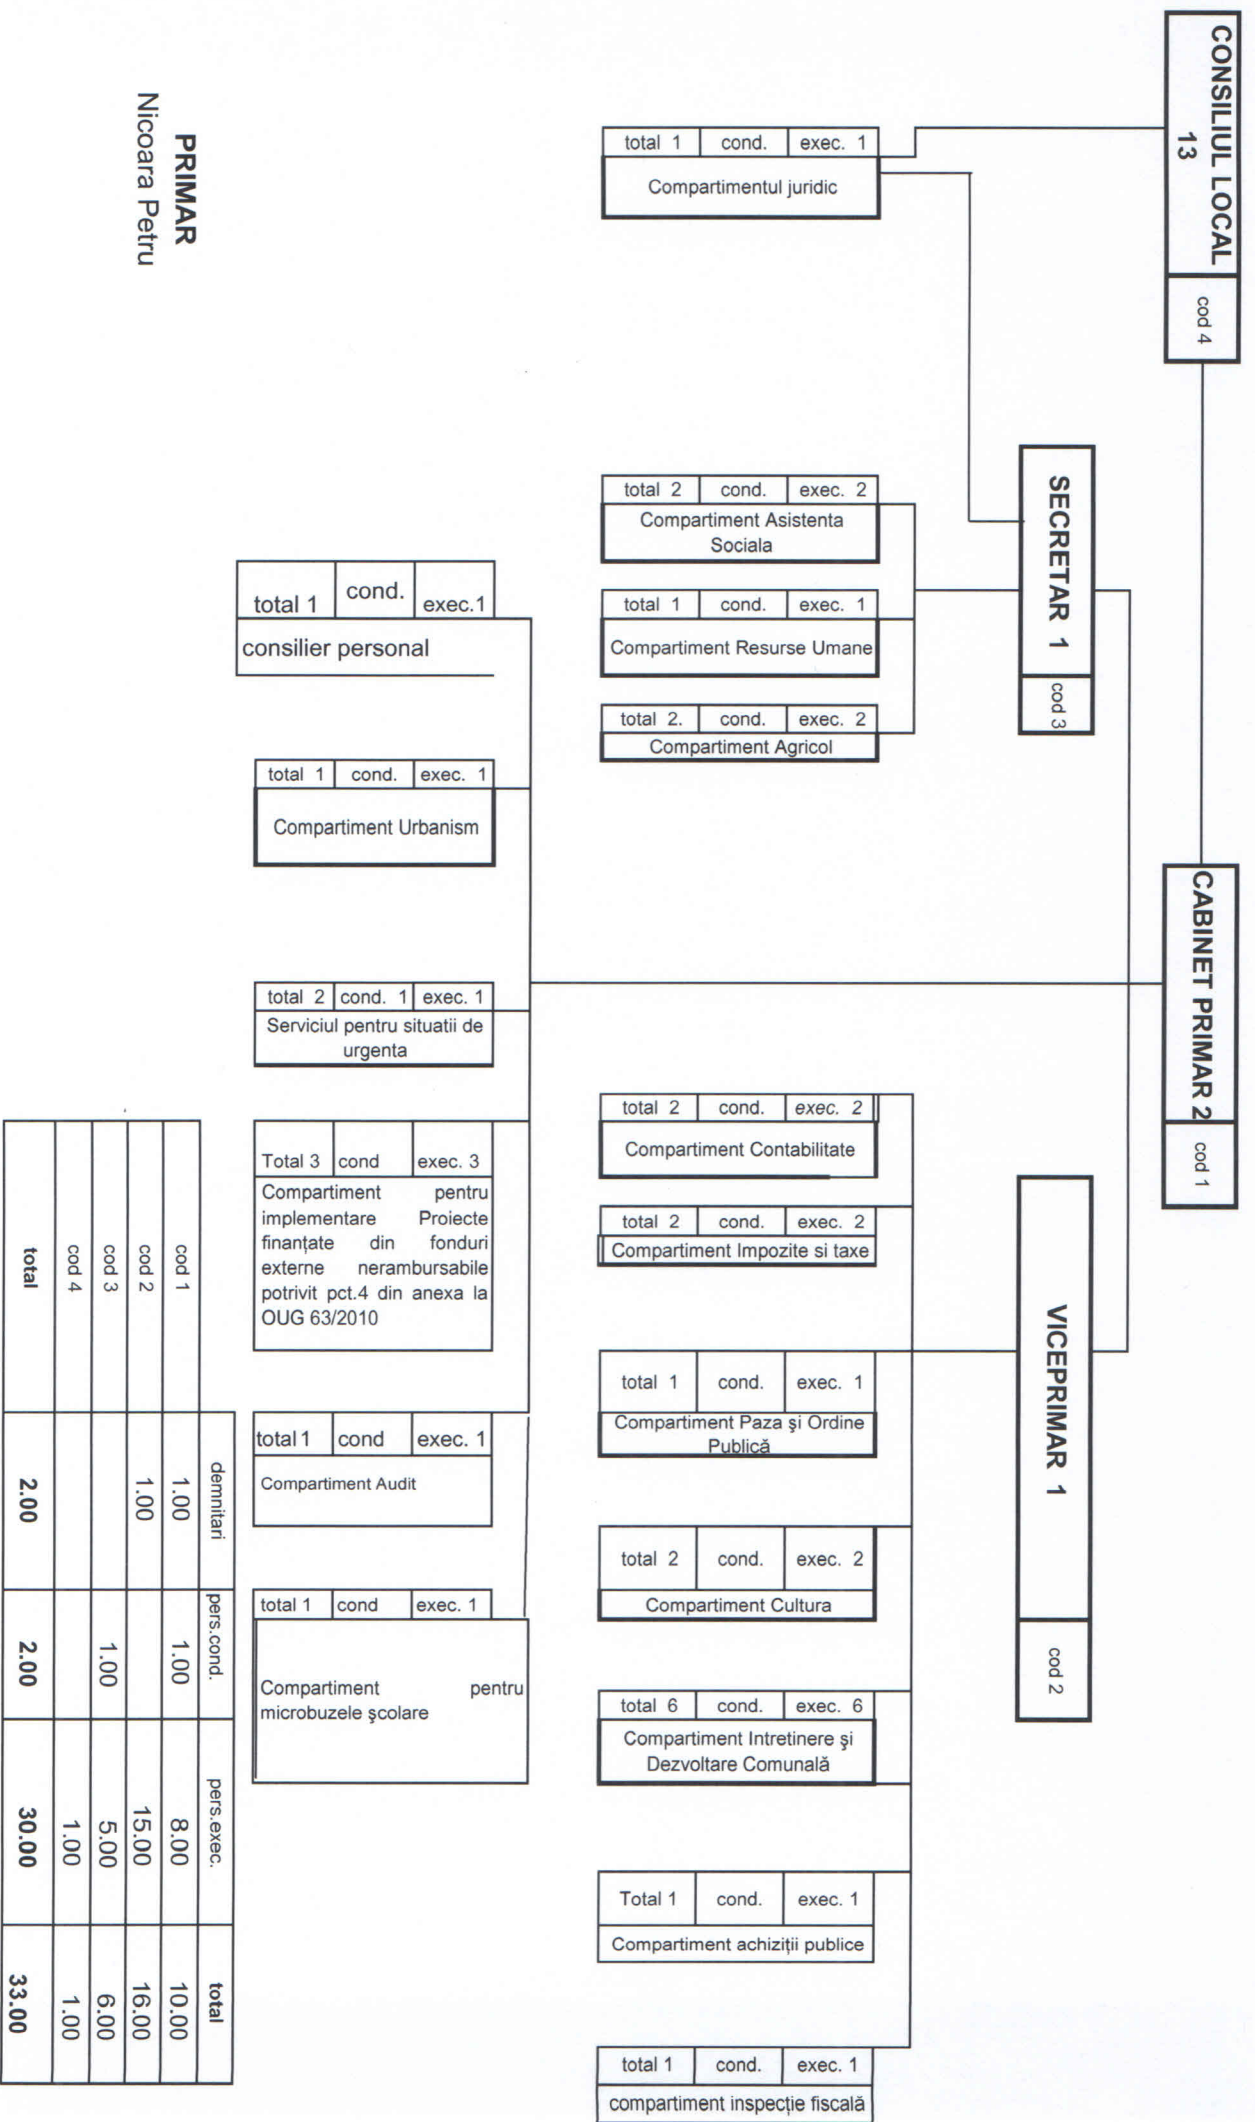 CONSILIUL LOCAL
13
cod 4
CABINET PRIMAR 2
cod 1
SECRETAR 1
cod 3
VICEPRIMAR 1
cod 2
total 1 cond. exec. 1
Compartimentul juridic
total 2 cond. exec. 2
Compartiment Asistenta
Sociala
total 1 cond. exec. 1
Compartiment Resurse Umane
total 2. cond. exec. 2
Compartiment Agricol
total 2 cond. exec. 2
Compartiment Contabilitate
total 2 cond. exec. 2
Compartiment Impozite si taxe
total 1 cond. exec. 1
Compartiment Paza şi Ordine
Publică
total 2 cond. exec. 2
Compartiment Cultura
total 6 cond. exec. 6
Compartiment Intretinere şi
Dezvoltare Comunală
Total 1 cond. exec. 1
Compartiment achiziții publice
total 1 cond. exec. 1
compartiment inspecție fiscală
total 1 cond. exec.1
consilier personal
total 1 cond. exec. 1
Compartiment Urbanism
total 2 cond. 1 exec. 1
Serviciul pentru situatii de
urgenta
Total 3 cond exec. 3
Compartiment pentru
implementare Proiecte
finanțate din fonduri
externe nerambursabile
potrivit pct.4 din anexa la
OUG 63/2010
total 1 cond exec. 1
Compartiment Audit
total 1 cond exec. 1
Compartiment pentru
microbuzele şcolare
PRIMAR
Nicoara Petru
demnitari pers.cond. pers.exec. total
cod 1 1.00 1.00 8.00 10.00
cod 2 1.00 15.00 16.00
cod 3 1.00 5.00 6.00
cod 4 1.00 1.00
total 2.00 2.00 30.00 33.00